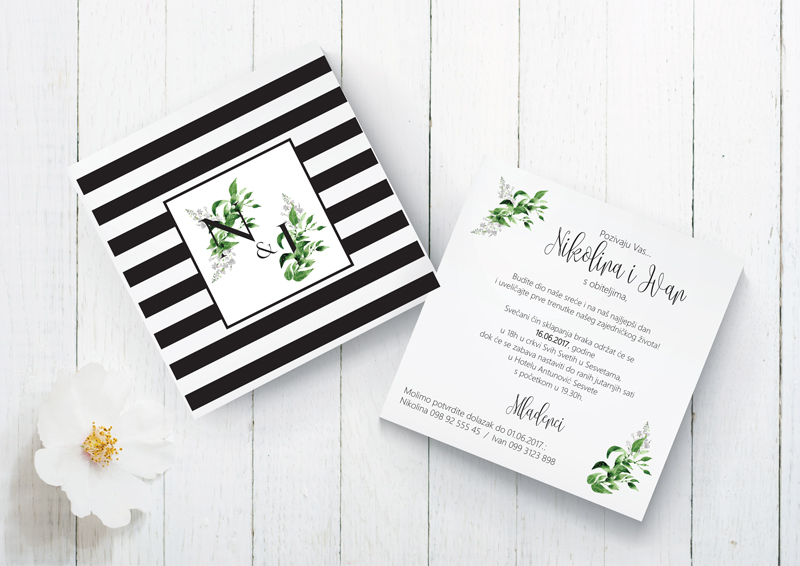 N
&
I
Pozivaju Vas...
Nikolina i Ivan
s obiteljima,
Budite dio naše sreće i na naš najljepši dan
i uveličajte prve trenutke našeg zajedničkog života!
Svečani čin sklapanja braka održat će se
16.06.2017. godine
u 18h u crkvi Svih Svetih u Sesvetama,
dok će se zabava nastaviti do ranih jutarnjih sati
u Hotelu Antunović Sesvete
s početkom u 19.30h.
Mladenci
Molimo potvrdite dolazak do 01.06.2017..
Nikolina 098 92 555 45 / Ivan 099 3123 898